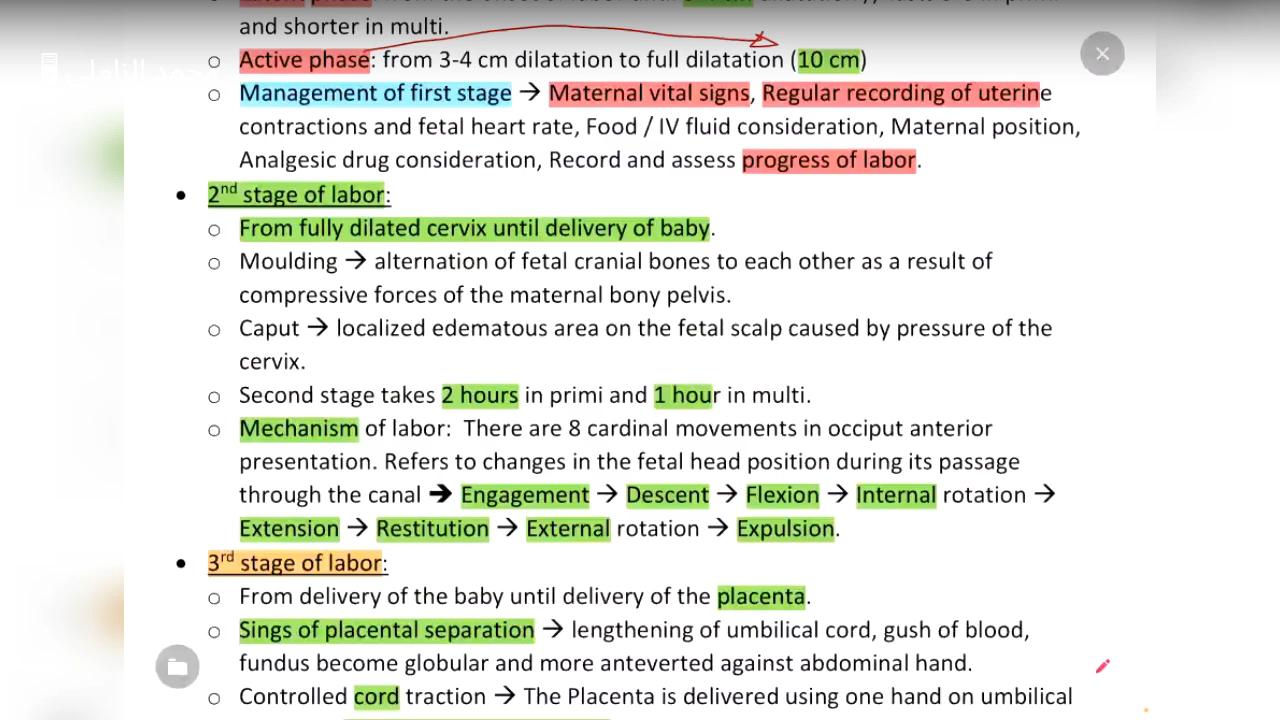 and shorter in multi.
o Active phase: from 3-4 cm dilatation to full dilatation (10 cm)
o Management of first stage → Maternal vital signs, Regular recording of uterine
contractions and fetal heart rate, Food / IV fluid consideration, Maternal position,
Analgesic drug consideration, Record and assess progress of labor.
• 2nd stage of labor:
o From fully dilated cervix until delivery of baby.
o Moulding → alternation of fetal cranial bones to each other as a result of
compressive forces of the maternal bony pelvis.
o Caput → localized edematous area on the fetal scalp caused by pressure of the
cervix.
o Second stage takes 2 hours in primi and 1 hour in multi.
o Mechanism of labor: There are 8 cardinal movements in occiput anterior
presentation. Refers to changes in the fetal head position during its passage
through the canal → Engagement → Descent → Flexion → Internal rotation →
Extension → Restitution → External rotation → Expulsion.
• 3rd stage of labor:
o From delivery of the baby until delivery of the placenta.
o Sings of placental separation → lengthening of umbilical cord, gush of blood,
fundus become globular and more anteverted against abdominal hand.
o Controlled cord traction → The Placenta is delivered using one hand on umbilical